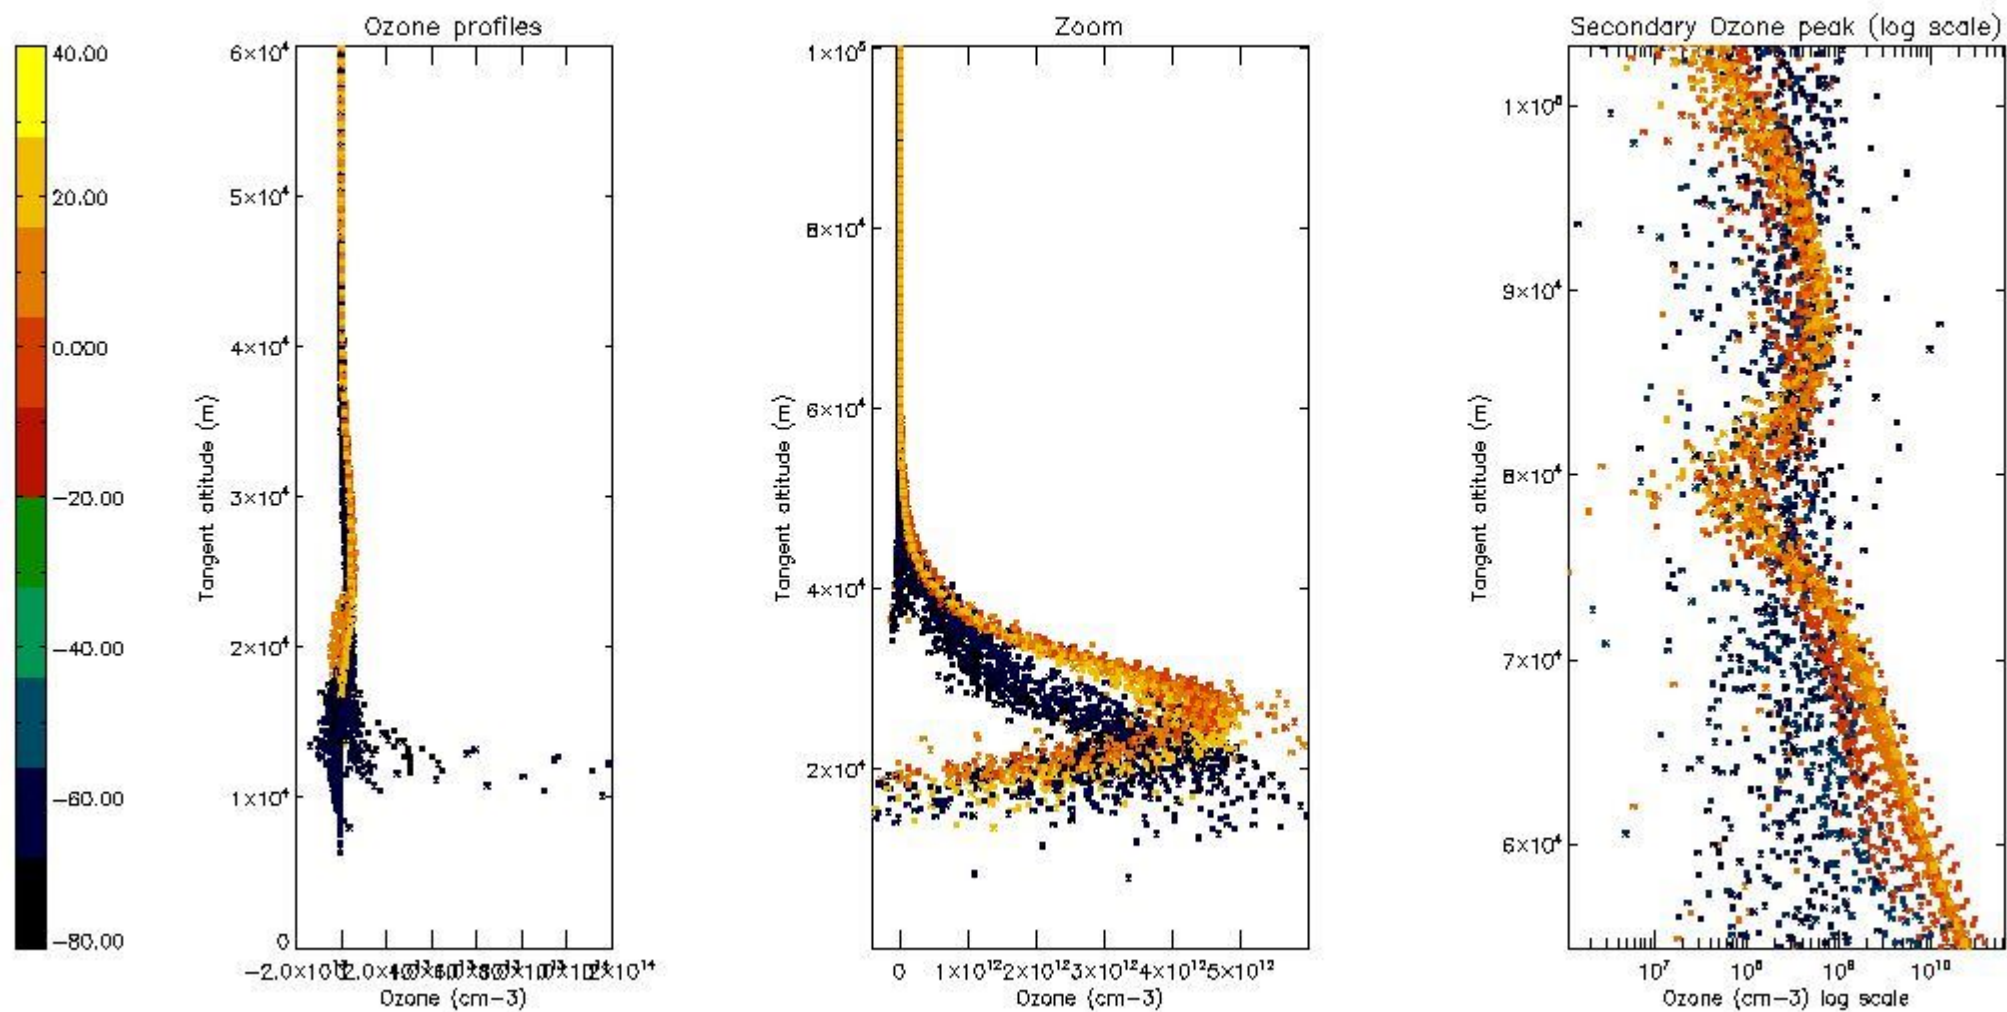 Ozone profiles
40.00
20.00
0.000
−20.00
−40.00
−60.00
−80.00
6×10⁴
5×10⁴
4×10⁴
3×10⁴
2×10⁴
1×10⁴
0
Tangent altitude (m)
Ozone (cm−3)
Zoom
1×10⁵
8×10⁴
6×10⁴
4×10⁴
2×10⁴
Tangent altitude (m)
0 1×10¹² 2×10¹² 3×10¹² 4×10¹² 5×10¹²
Ozone (cm−3)
Secondary Ozone peak (log scale)
1×10⁵
9×10⁴
8×10⁴
7×10⁴
6×10⁴
Tangent altitude (m)
10⁷ 10⁸ 10⁹ 10¹⁰
Ozone (cm−3) log scale